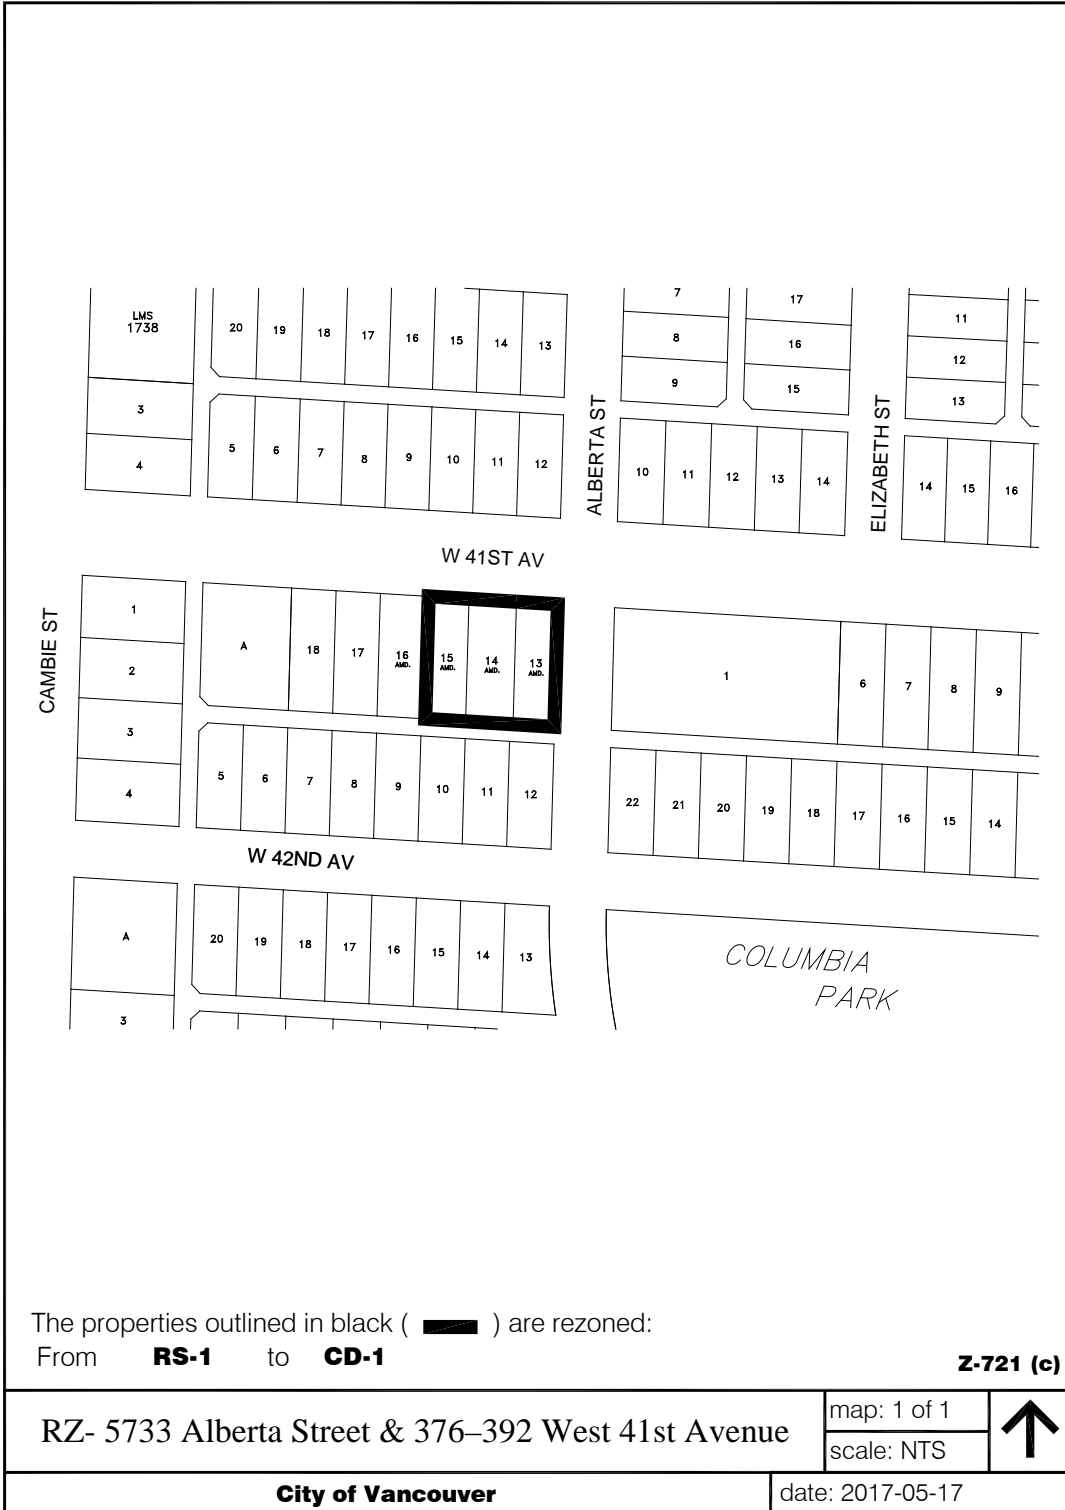 LMS
1738
20 19 18 17 16 15 14 13
7
8
9
17
16
15
11
12
13
3
4
5 6 7 8 9 10 11 12
ALBERTA ST
10 11 12 13 14
ELIZABETH ST
14 15 16
W 41ST AV
CAMBIE ST
1
2
3
4
A 18 17 16 AMD. 15 AMD. 14 AMD. 13 AMD.
1 6 7 8 9
5 6 7 8 9 10 11 12
22 21 20 19 18 17 16 15 14
W 42ND AV
A
3
20 19 18 17 16 15 14 13
COLUMBIA
PARK
The properties outlined in black ( ) are rezoned:
From RS-1 to CD-1
Z-721 (c)
RZ- 5733 Alberta Street & 376–392 West 41st Avenue
map: 1 of 1
scale: NTS
City of Vancouver
date: 2017-05-17